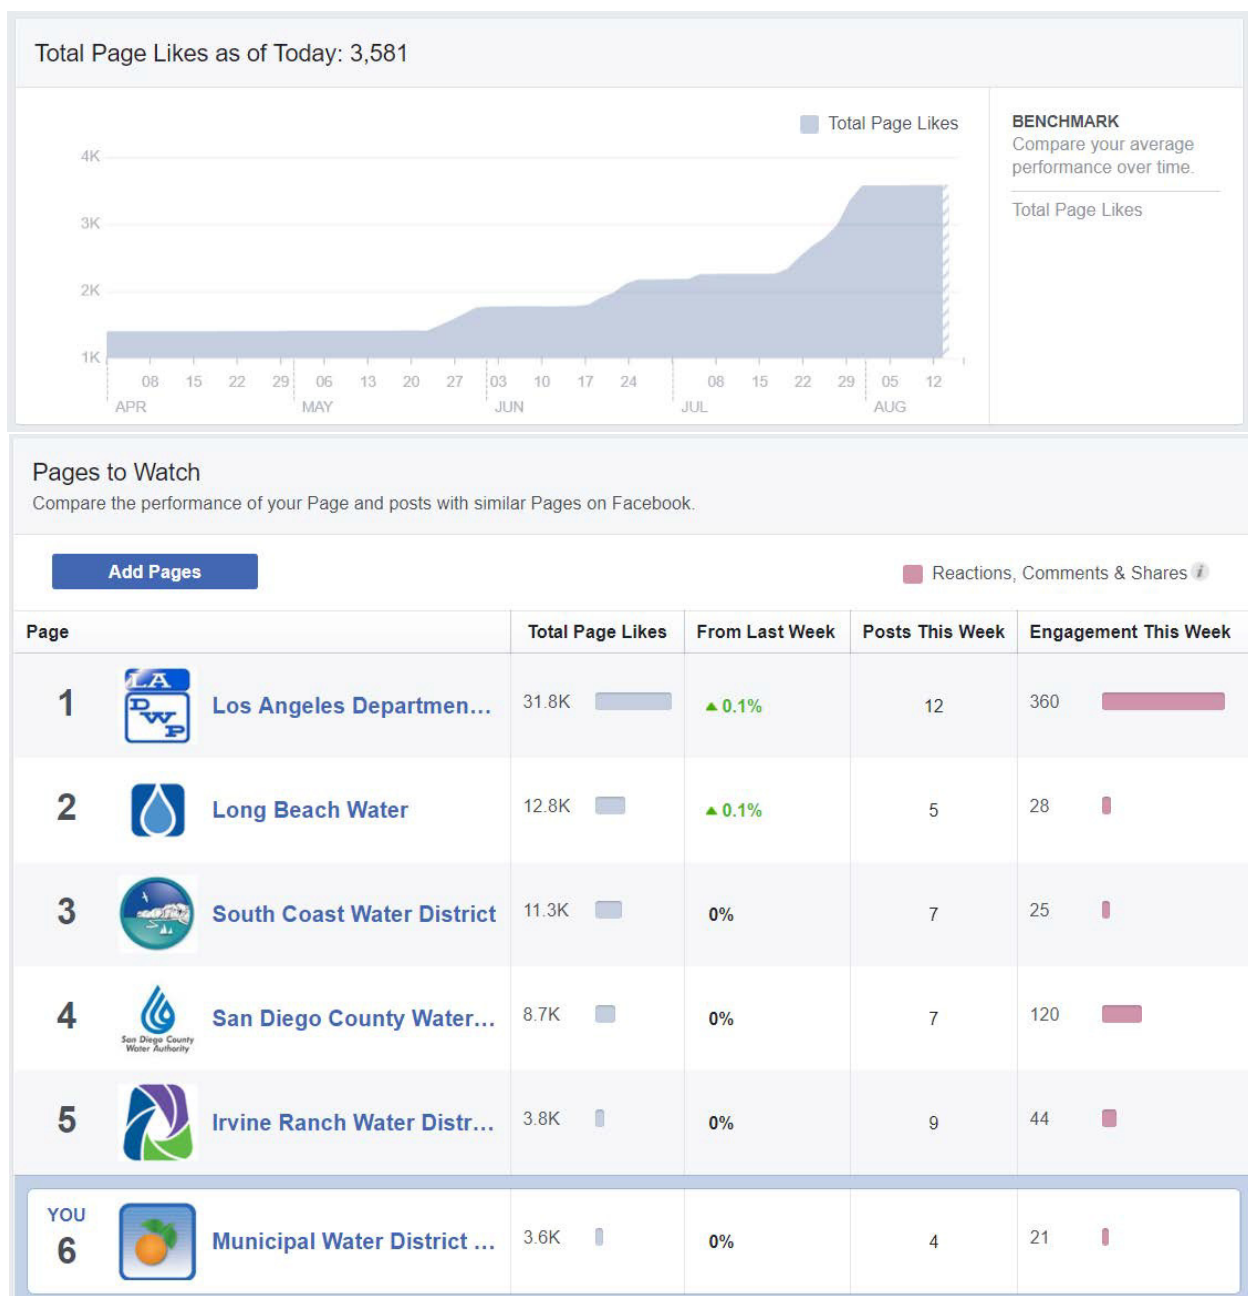 Total Page Likes as of Today: 3,581
Total Page Likes
BENCHMARK
Compare your average
performance over time.
Total Page Likes
4K
3K
2K
1K
08 15 22 29 06 13 20 27 03 10 17 24 08 15 22 29 05 12
APR MAY JUN JUL AUG
Pages to Watch
Compare the performance of your Page and posts with similar Pages on Facebook.
Add Pages
Reactions, Comments & Shares i
Page Total Page Likes From Last Week Posts This Week Engagement This Week
1 LA DWP Los Angeles Departmen... 31.8K 0.1% 12 360
2 Long Beach Water 12.8K 0.1% 5 28
3 South Coast Water District 11.3K 0% 7 25
4 San Diego County Water... 8.7K 0% 7 120
San Diego County
Water Authority
5 Irvine Ranch Water Distr... 3.8K 0% 9 44
YOU
6 Municipal Water District ... 3.6K 0% 4 21